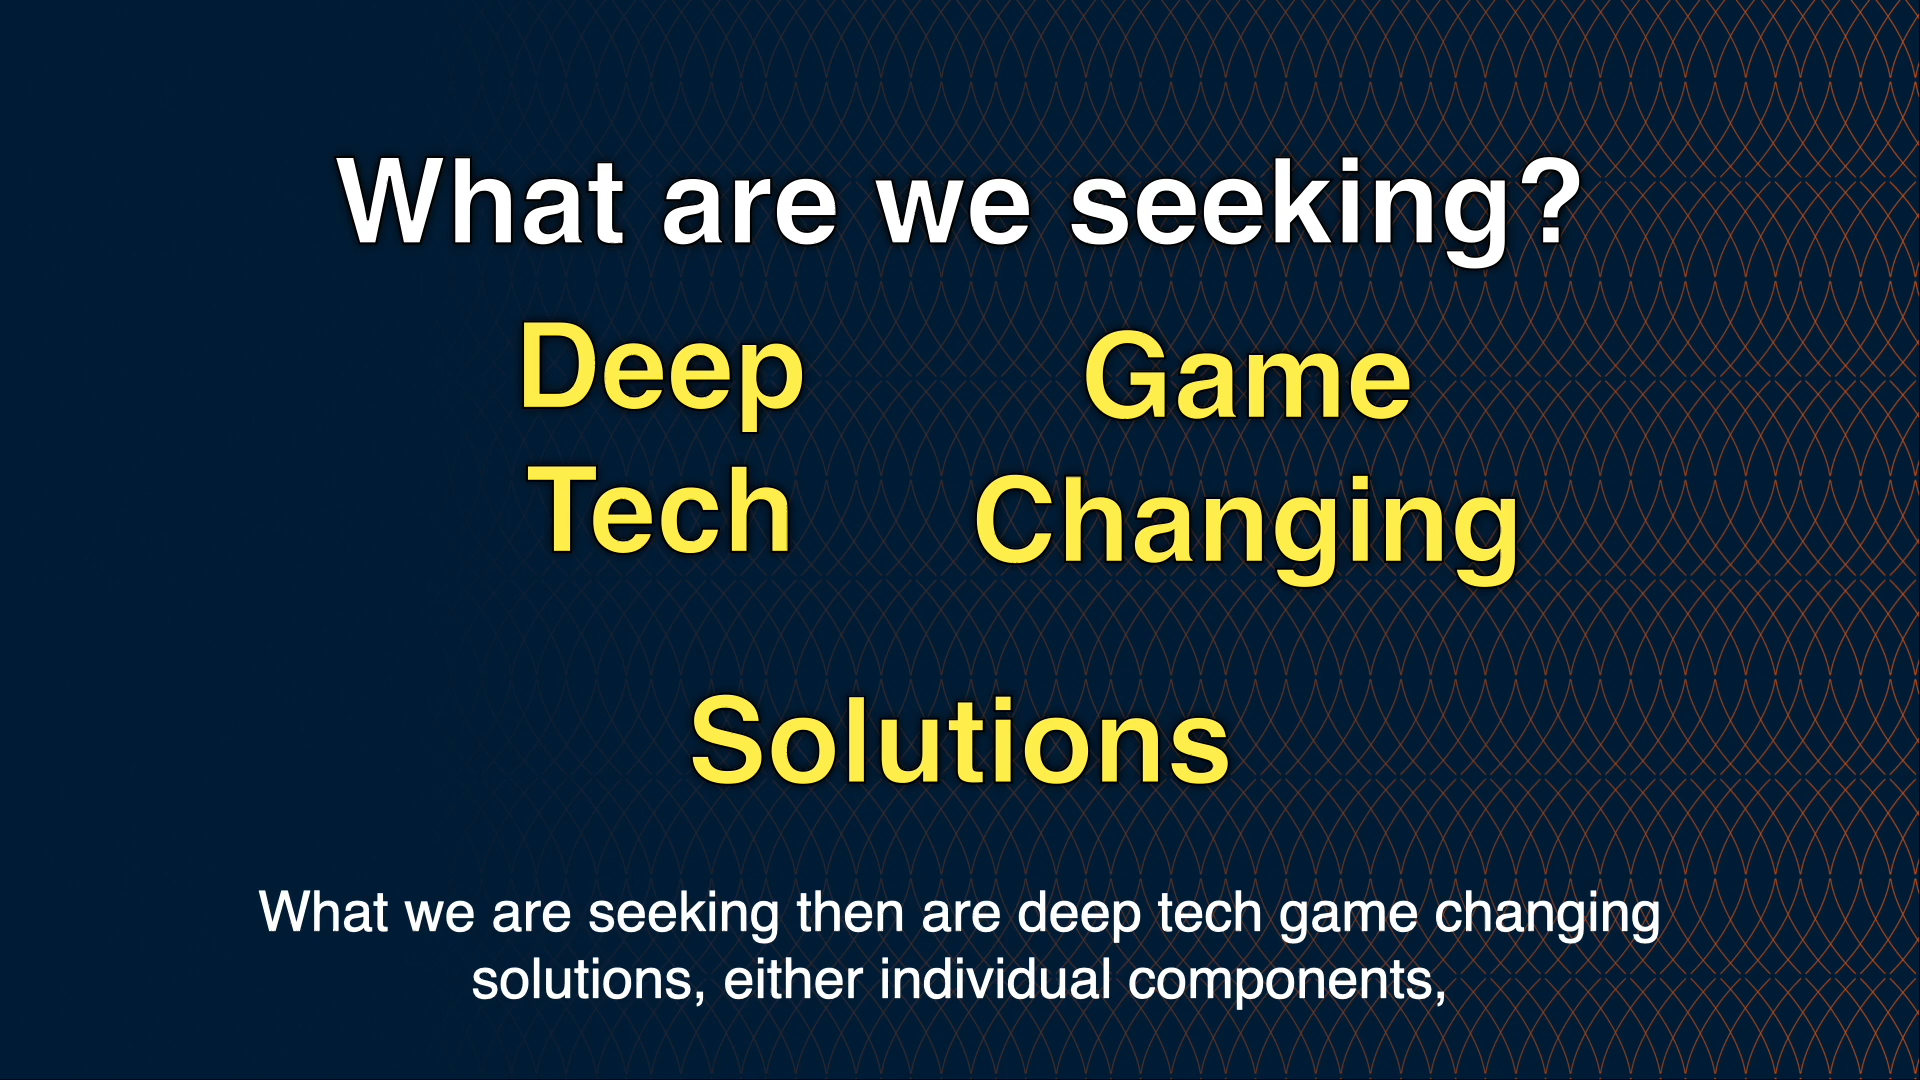 What are we seeking?
Deep
Tech
Game
Changing
Solutions
What we are seeking then are deep tech game changing
solutions, either individual components,